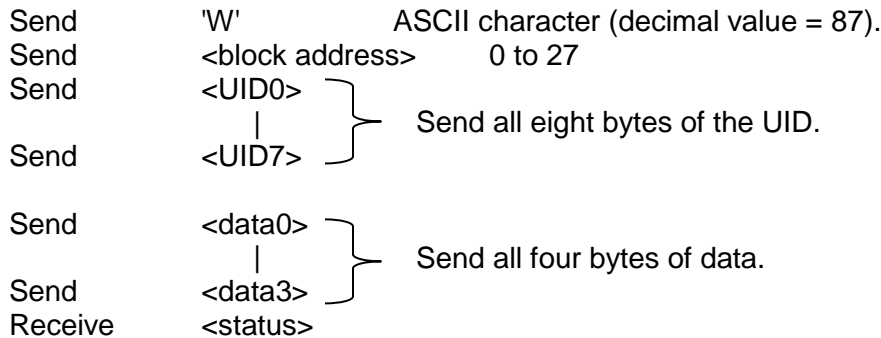 Send 'W' ASCII character (decimal value = 87).
Send <block address> 0 to 27
Send <UID0>
| Send all eight bytes of the UID.
Send <UID7>
Send <data0>
| Send all four bytes of data.
Send <data3>
Receive <status>